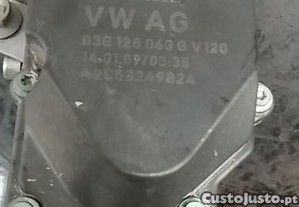 VW AG
03G 128 063 G V120
14.01.09/03:35
A2C53249824
CustoJusto.pt